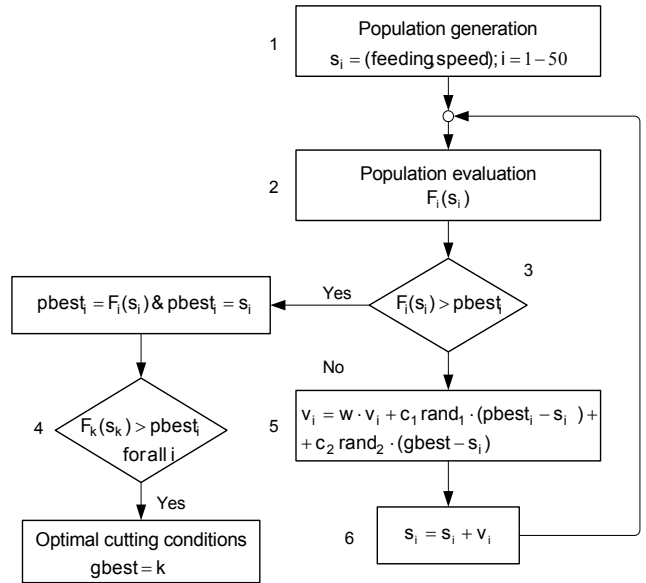 1
Population generation
sᵢ = (feeding,speed); i = 1 − 50
2
Population evaluation
Fᵢ(sᵢ)
3
Fᵢ(sᵢ) > pbestᵢ
Yes
pbestᵢ = Fᵢ(sᵢ) & pbestᵢ = sᵢ
No
4
Fₖ(sₖ) > pbestᵢ
for all i
Yes
Optimal cutting conditions
gbest = k
5
vᵢ = w · vᵢ + c₁ rand₁ · (pbestᵢ − sᵢ ) +
+ c₂ rand₂ · (gbest − sᵢ)
6
sᵢ = sᵢ + vᵢ